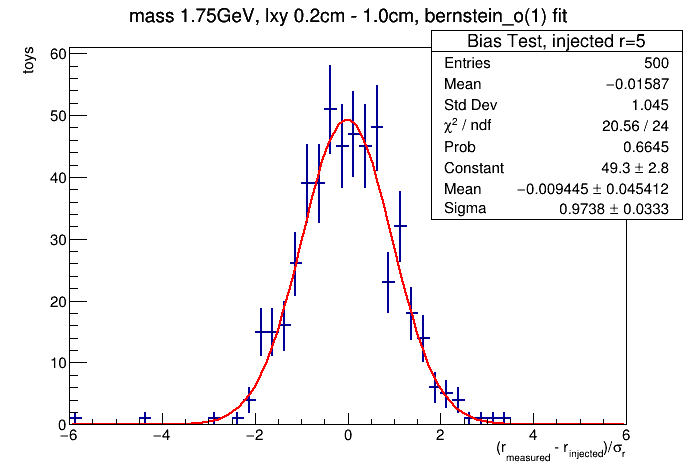 mass 1.75GeV, lxy 0.2cm - 1.0cm, bernstein_o(1) fit
Bias Test, injected r=5
Entries 500
Mean −0.01587
Std Dev 1.045
χ² / ndf 20.56 / 24
Prob 0.6645
Constant 49.3 ± 2.8
Mean −0.009445 ± 0.045412
Sigma 0.9738 ± 0.0333
toys
60
50
40
30
20
10
0
−6 −4 −2 0 2 4 6
(r_measured - r_injected)/σ_r